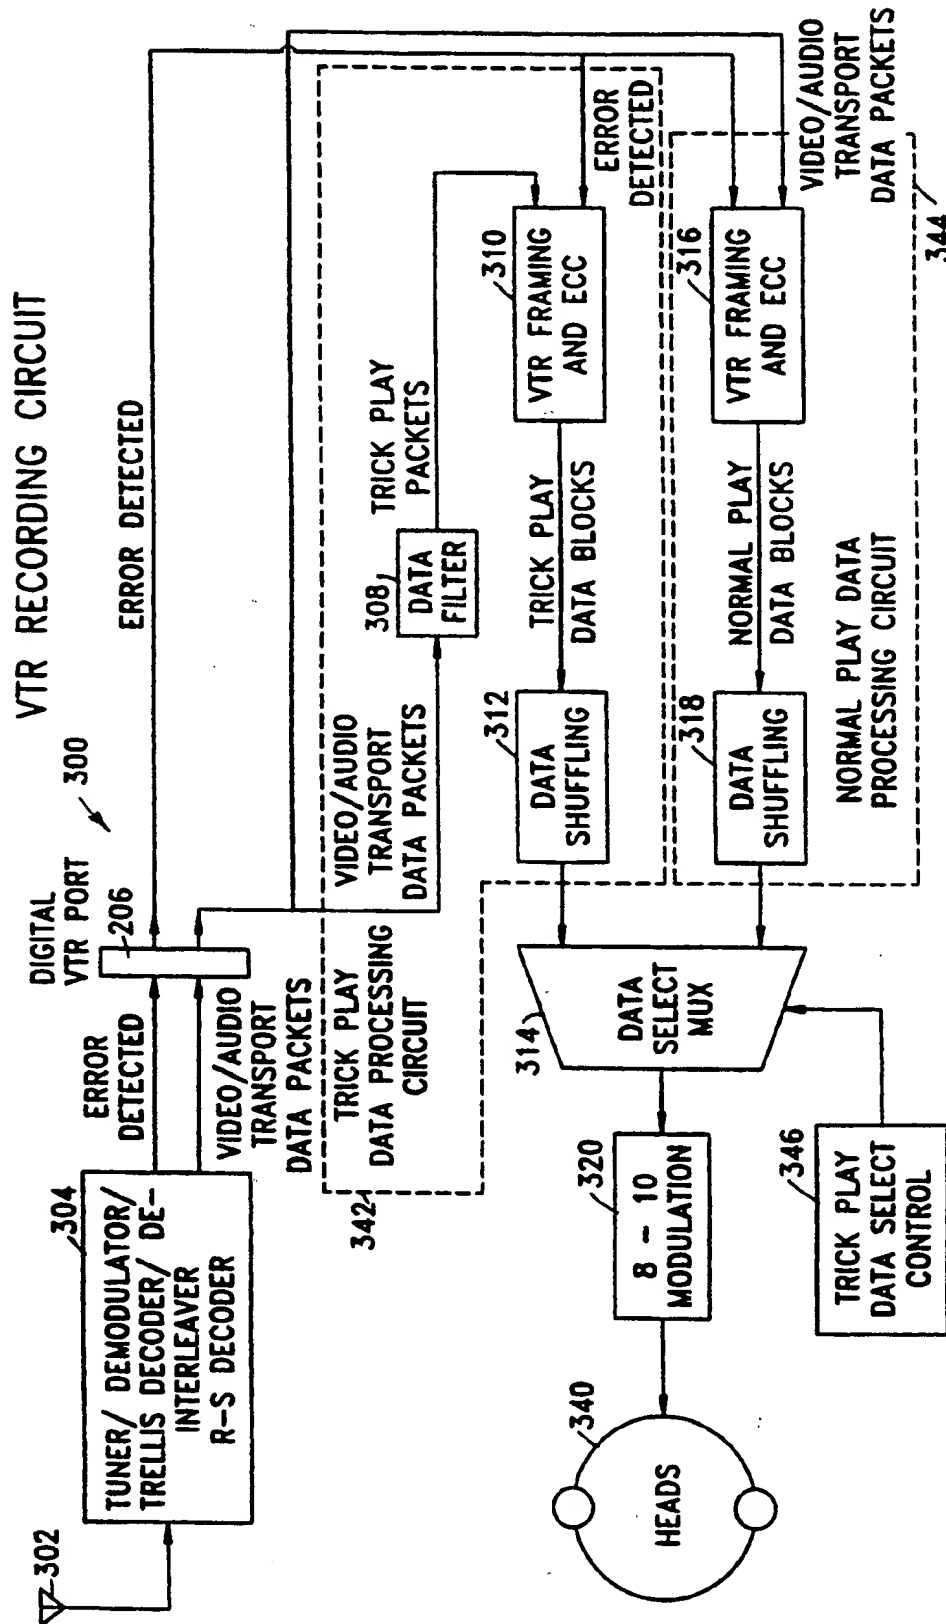 VTR RECORDING CIRCUIT
300
302
304
TUNER/ DEMODULATOR/
TRELLIS DECODER/ DE-
INTERLEAVER
R-S DECODER
ERROR
DETECTED
VIDEO/AUDIO
TRANSPORT
DATA PACKETS
DIGITAL
VTR PORT
206
ERROR DETECTED
342
TRICK PLAY
DATA PROCESSING
CIRCUIT
VIDEO/AUDIO
TRANSPORT
DATA PACKETS
308
DATA
FILTER
TRICK PLAY
PACKETS
310
VTR FRAMING
AND ECC
ERROR
DETECTED
TRICK PLAY
DATA BLOCKS
312
DATA
SHUFFLING
316
VTR FRAMING
AND ECC
VIDEO/AUDIO
TRANSPORT
DATA PACKETS
NORMAL PLAY
DATA BLOCKS
318
DATA
SHUFFLING
NORMAL PLAY DATA
PROCESSING CIRCUIT
344
314
DATA
SELECT
MUX
320
8 - 10
MODULATION
346
TRICK PLAY
DATA SELECT
CONTROL
340
HEADS